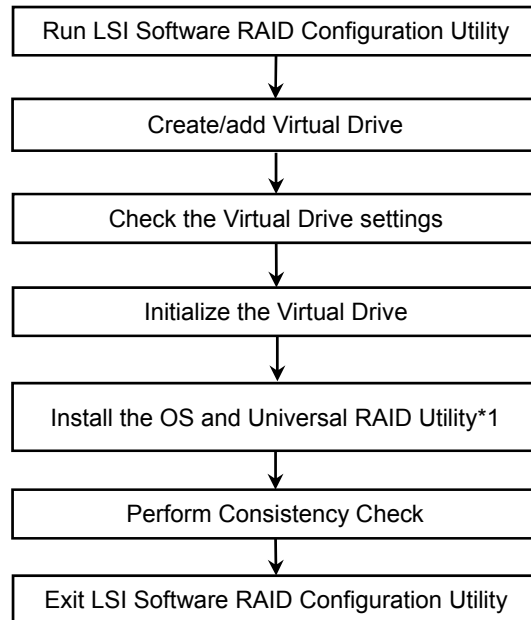 Run LSI Software RAID Configuration Utility
Create/add Virtual Drive
Check the Virtual Drive settings
Initialize the Virtual Drive
Install the OS and Universal RAID Utility*1
Perform Consistency Check
Exit LSI Software RAID Configuration Utility